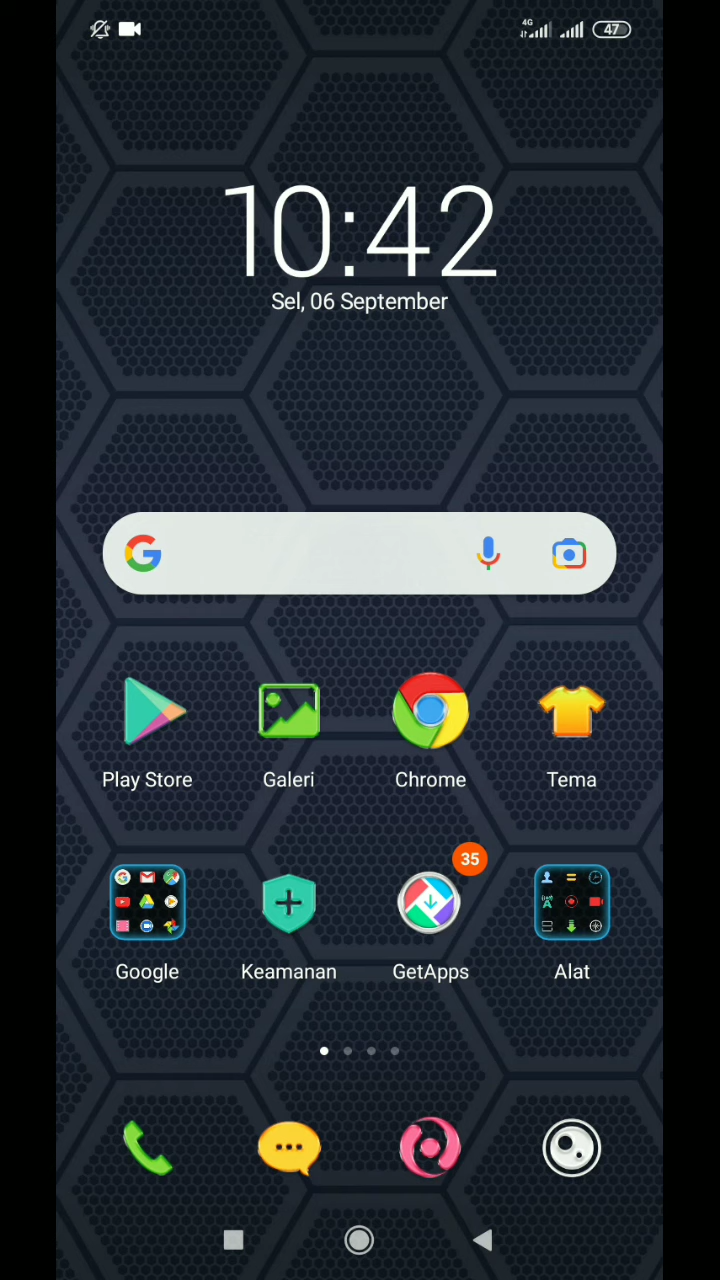 4G
47
10:42
Sel, 06 September
Play Store
Galeri
Chrome
Tema
35
Google
Keamanan
GetApps
Alat